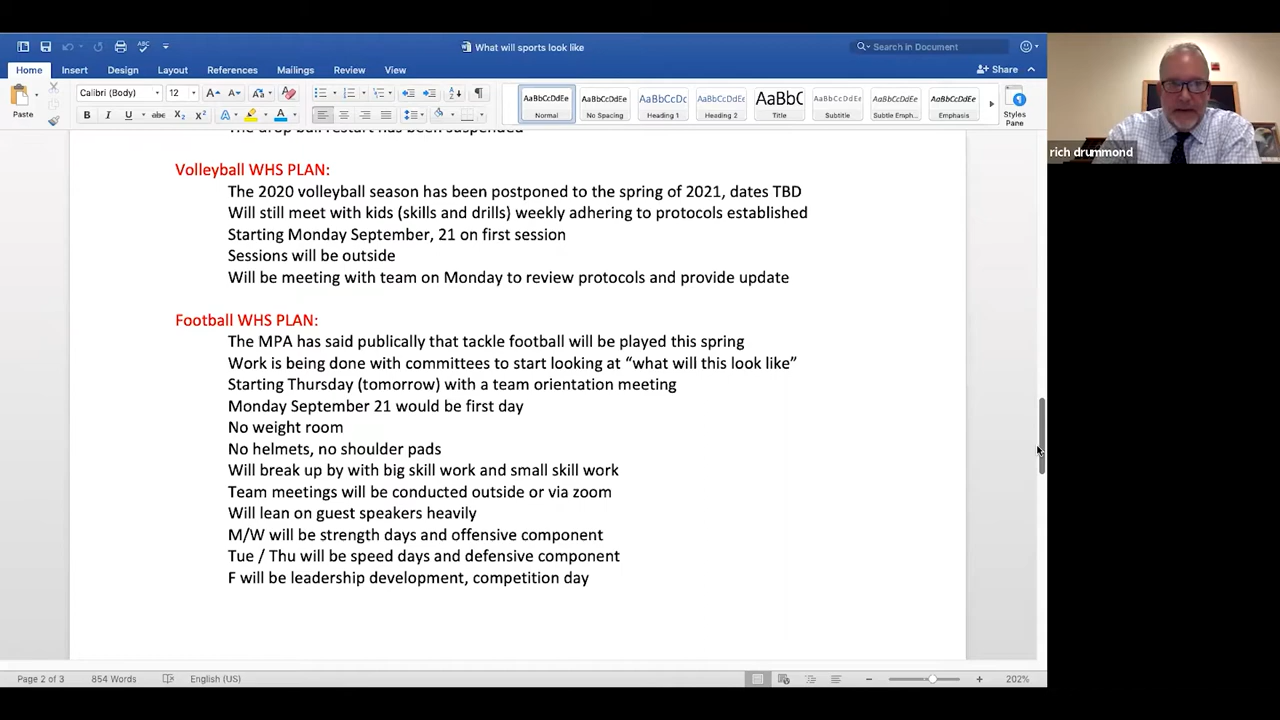 What will sports look like
Search in Document
Home Insert Design Layout References Mailings Review View
Share
Calibri (Body) 12
Paste
AaBbCcDdEe AaBbCcDdEe AaBbCcDc AaBbCcDdEe AaBbC AaBbCcDdEe AaBbCcDdEe AaBbCcDdEe
Normal No Spacing Heading 1 Heading 2 Title Subtitle Subtle Emph... Emphasis
Styles
Pane
rich drummond
The drop ball restart has been suspended
Volleyball WHS PLAN:
The 2020 volleyball season has been postponed to the spring of 2021, dates TBD
Will still meet with kids (skills and drills) weekly adhering to protocols established
Starting Monday September, 21 on first session
Sessions will be outside
Will be meeting with team on Monday to review protocols and provide update
Football WHS PLAN:
The MPA has said publically that tackle football will be played this spring
Work is being done with committees to start looking at “what will this look like”
Starting Thursday (tomorrow) with a team orientation meeting
Monday September 21 would be first day
No weight room
No helmets, no shoulder pads
Will break up by with big skill work and small skill work
Team meetings will be conducted outside or via zoom
Will lean on guest speakers heavily
M/W will be strength days and offensive component
Tue / Thu will be speed days and defensive component
F will be leadership development, competition day
Page 2 of 3 854 Words English (US) 202%